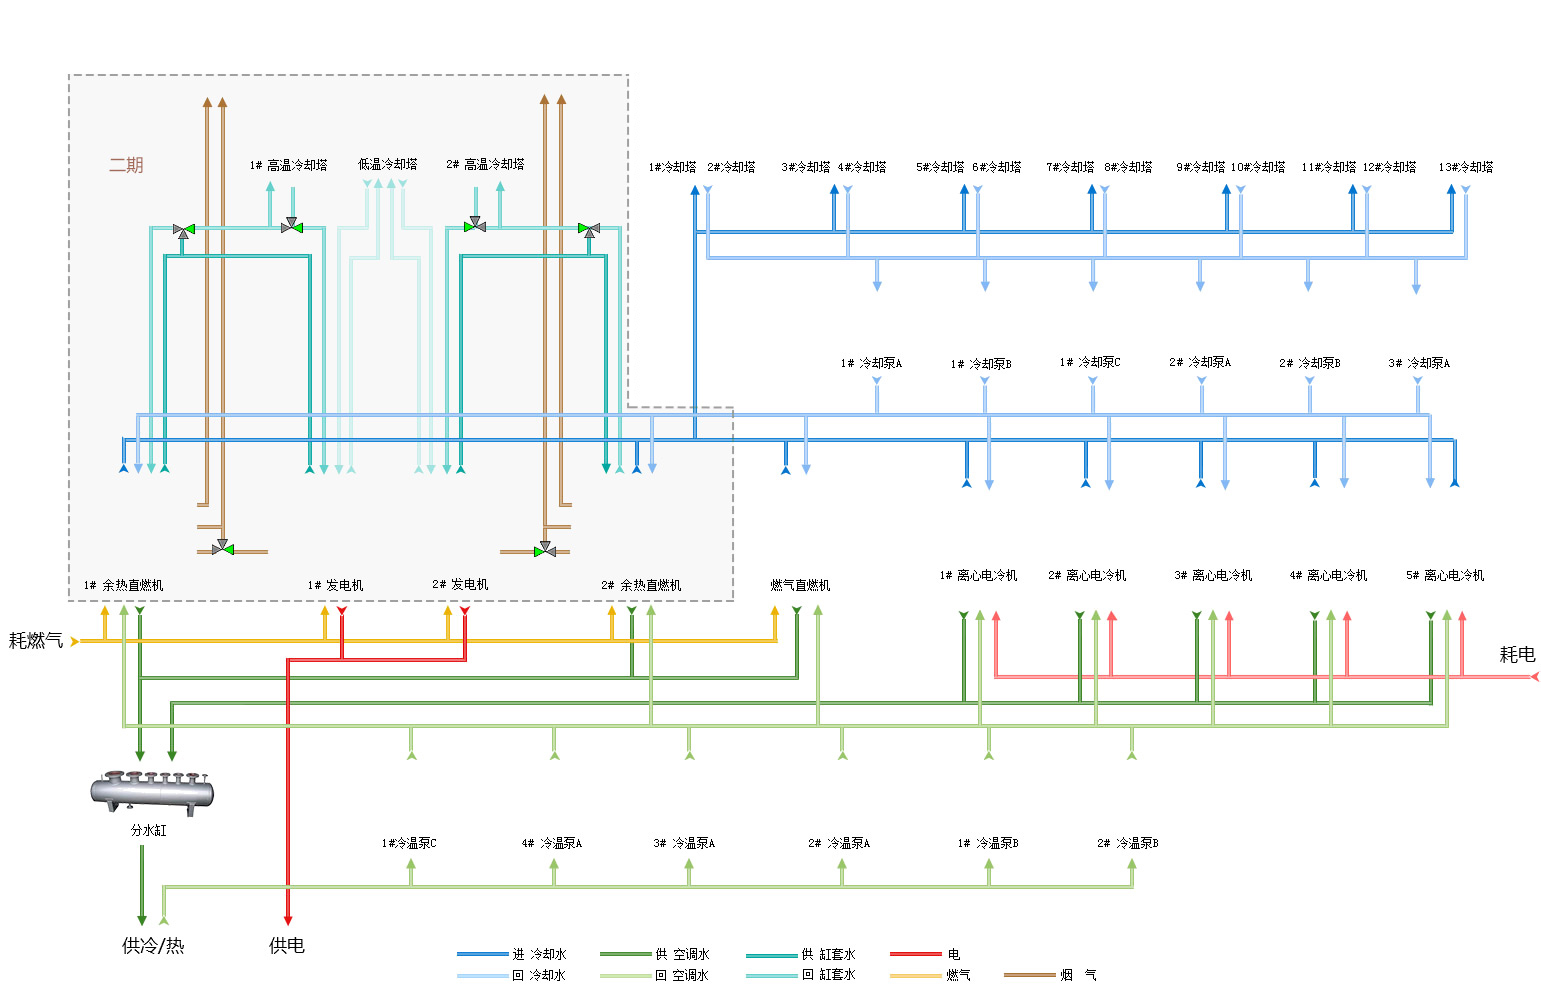 二期
1# 高温冷却塔 低温冷却塔 2# 高温冷却塔
1#冷却塔 2#冷却塔 3#冷却塔 4#冷却塔 5#冷却塔 6#冷却塔 7#冷却塔 8#冷却塔 9#冷却塔 10#冷却塔 11#冷却塔 12#冷却塔 13#冷却塔
1# 冷却泵A 1# 冷却泵B 1# 冷却泵C 2# 冷却泵A 2# 冷却泵B 3# 冷却泵A
1# 余热直燃机 1# 发电机 2# 发电机 2# 余热直燃机 燃气直燃机
1# 离心电冷机 2# 离心电冷机 3# 离心电冷机 4# 离心电冷机 5# 离心电冷机
耗燃气
耗电
分水缸
1#冷温泵C 4# 冷温泵A 3# 冷温泵A 2# 冷温泵A 1# 冷温泵B 2# 冷温泵B
供冷/热 供电
进 冷却水 供 空调水 供 缸套水 电
回 冷却水 回 空调水 回 缸套水 燃气 烟 气